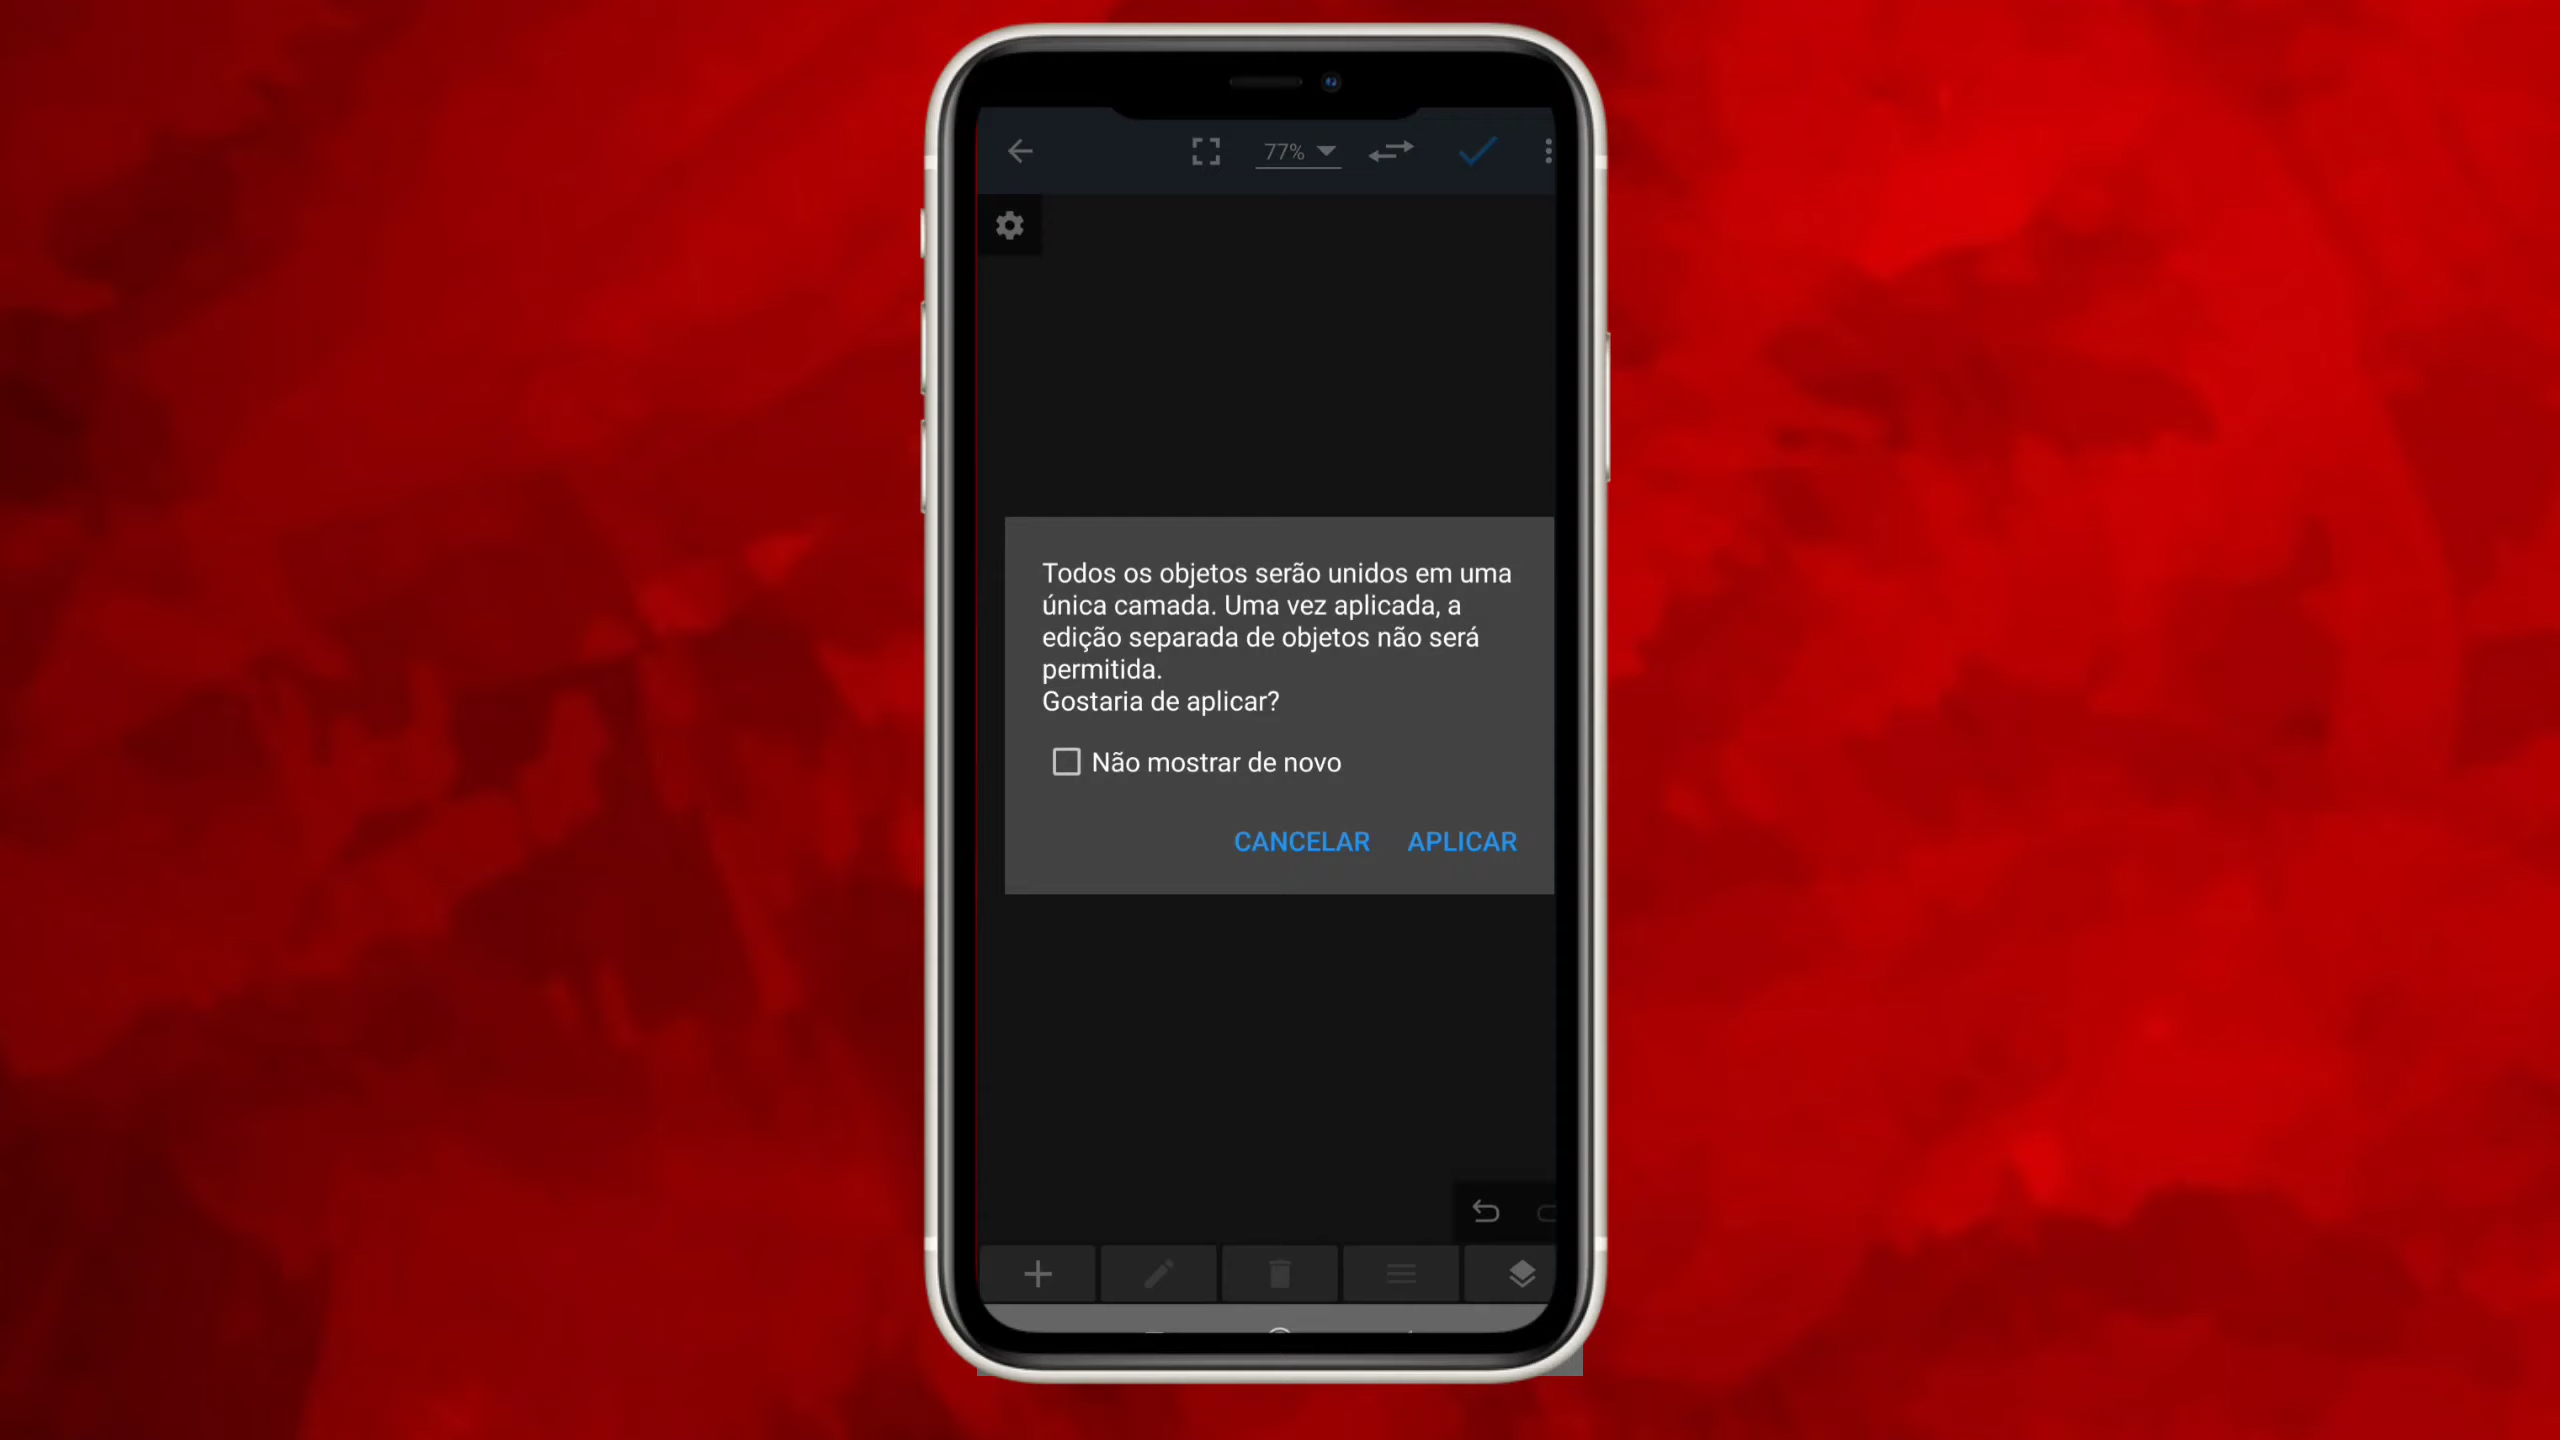 77%
Todos os objetos serão unidos em uma
única camada. Uma vez aplicada, a
edição separada de objetos não será
permitida.
Gostaria de aplicar?
Não mostrar de novo
CANCELAR APLICAR